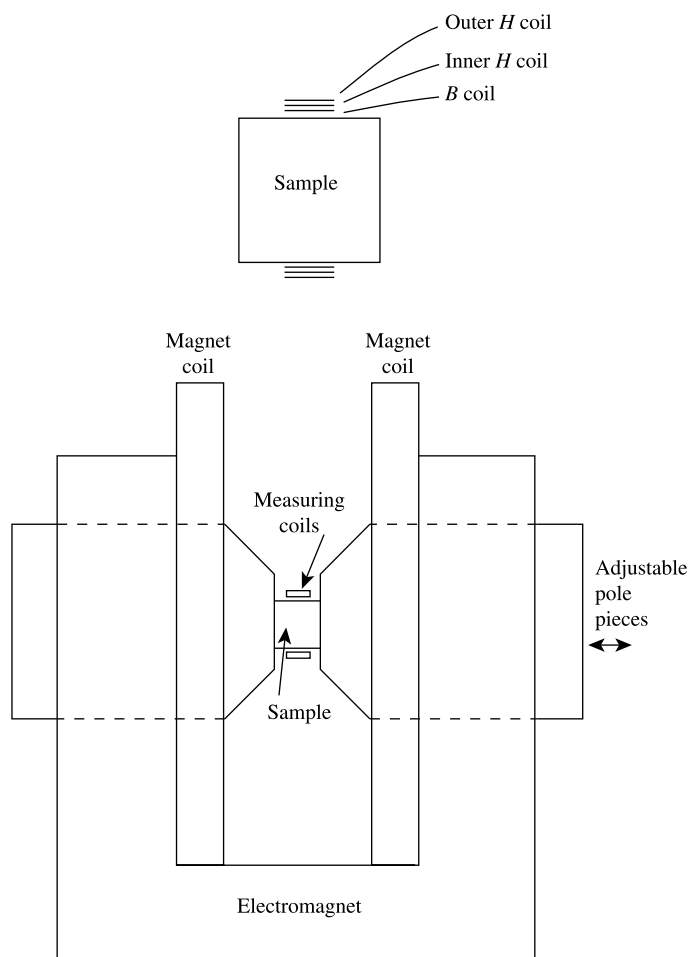 Outer H coil
Inner H coil
B coil
Sample
Magnet
coil
Magnet
coil
Measuring
coils
Adjustable
pole
pieces
Sample
Electromagnet